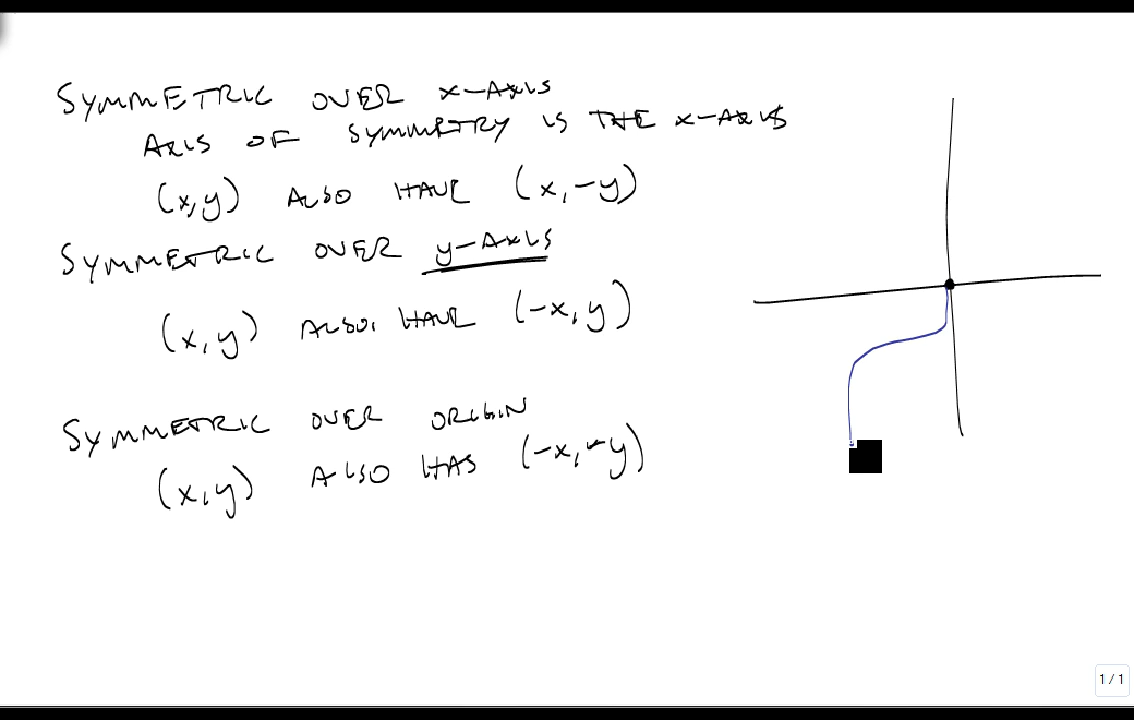 SYMMETRIC OVER x-AXIS
AXIS OF SYMMETRY IS THE x-AXIS
(x,y) ALSO HAVE (x,-y)
SYMMETRIC OVER y-AXIS
(x,y) ALSO. HAVE (-x,y)
SYMMETRIC OVER ORIGIN
(x,y) ALSO HAS (-x,-y)
1 / 1